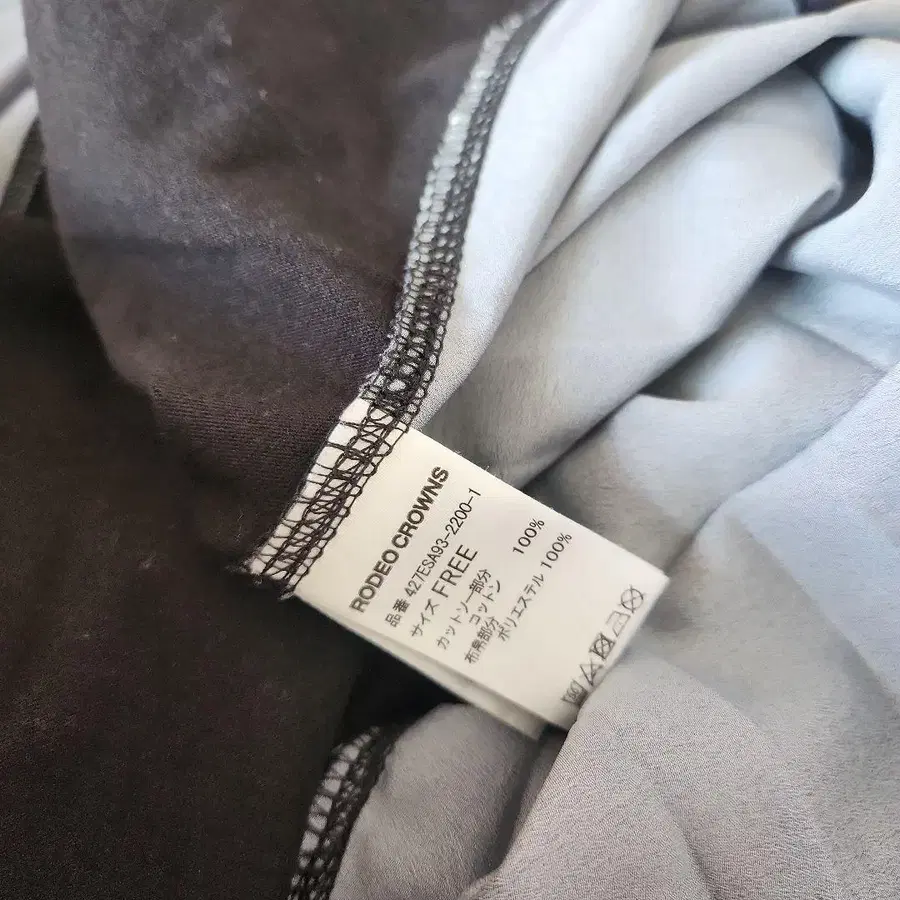 RODEO CROWNS
品番 427ESA93-2200-1
サイズ FREE
カットソー部分
コットン 100%
布帛部分
ポリエステル 100%